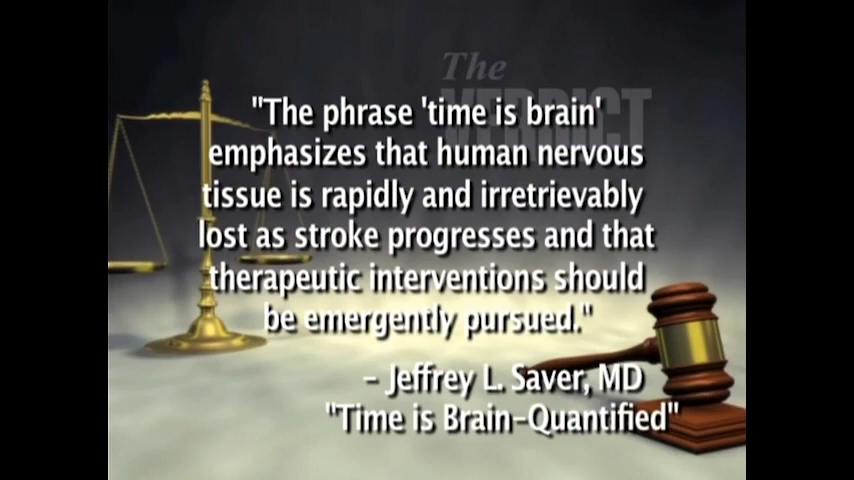 The
VERDICT
"The phrase 'time is brain'
emphasizes that human nervous
tissue is rapidly and irretrievably
lost as stroke progresses and that
therapeutic interventions should
be emergently pursued."
- Jeffrey L. Saver, MD
"Time is Brain-Quantified"